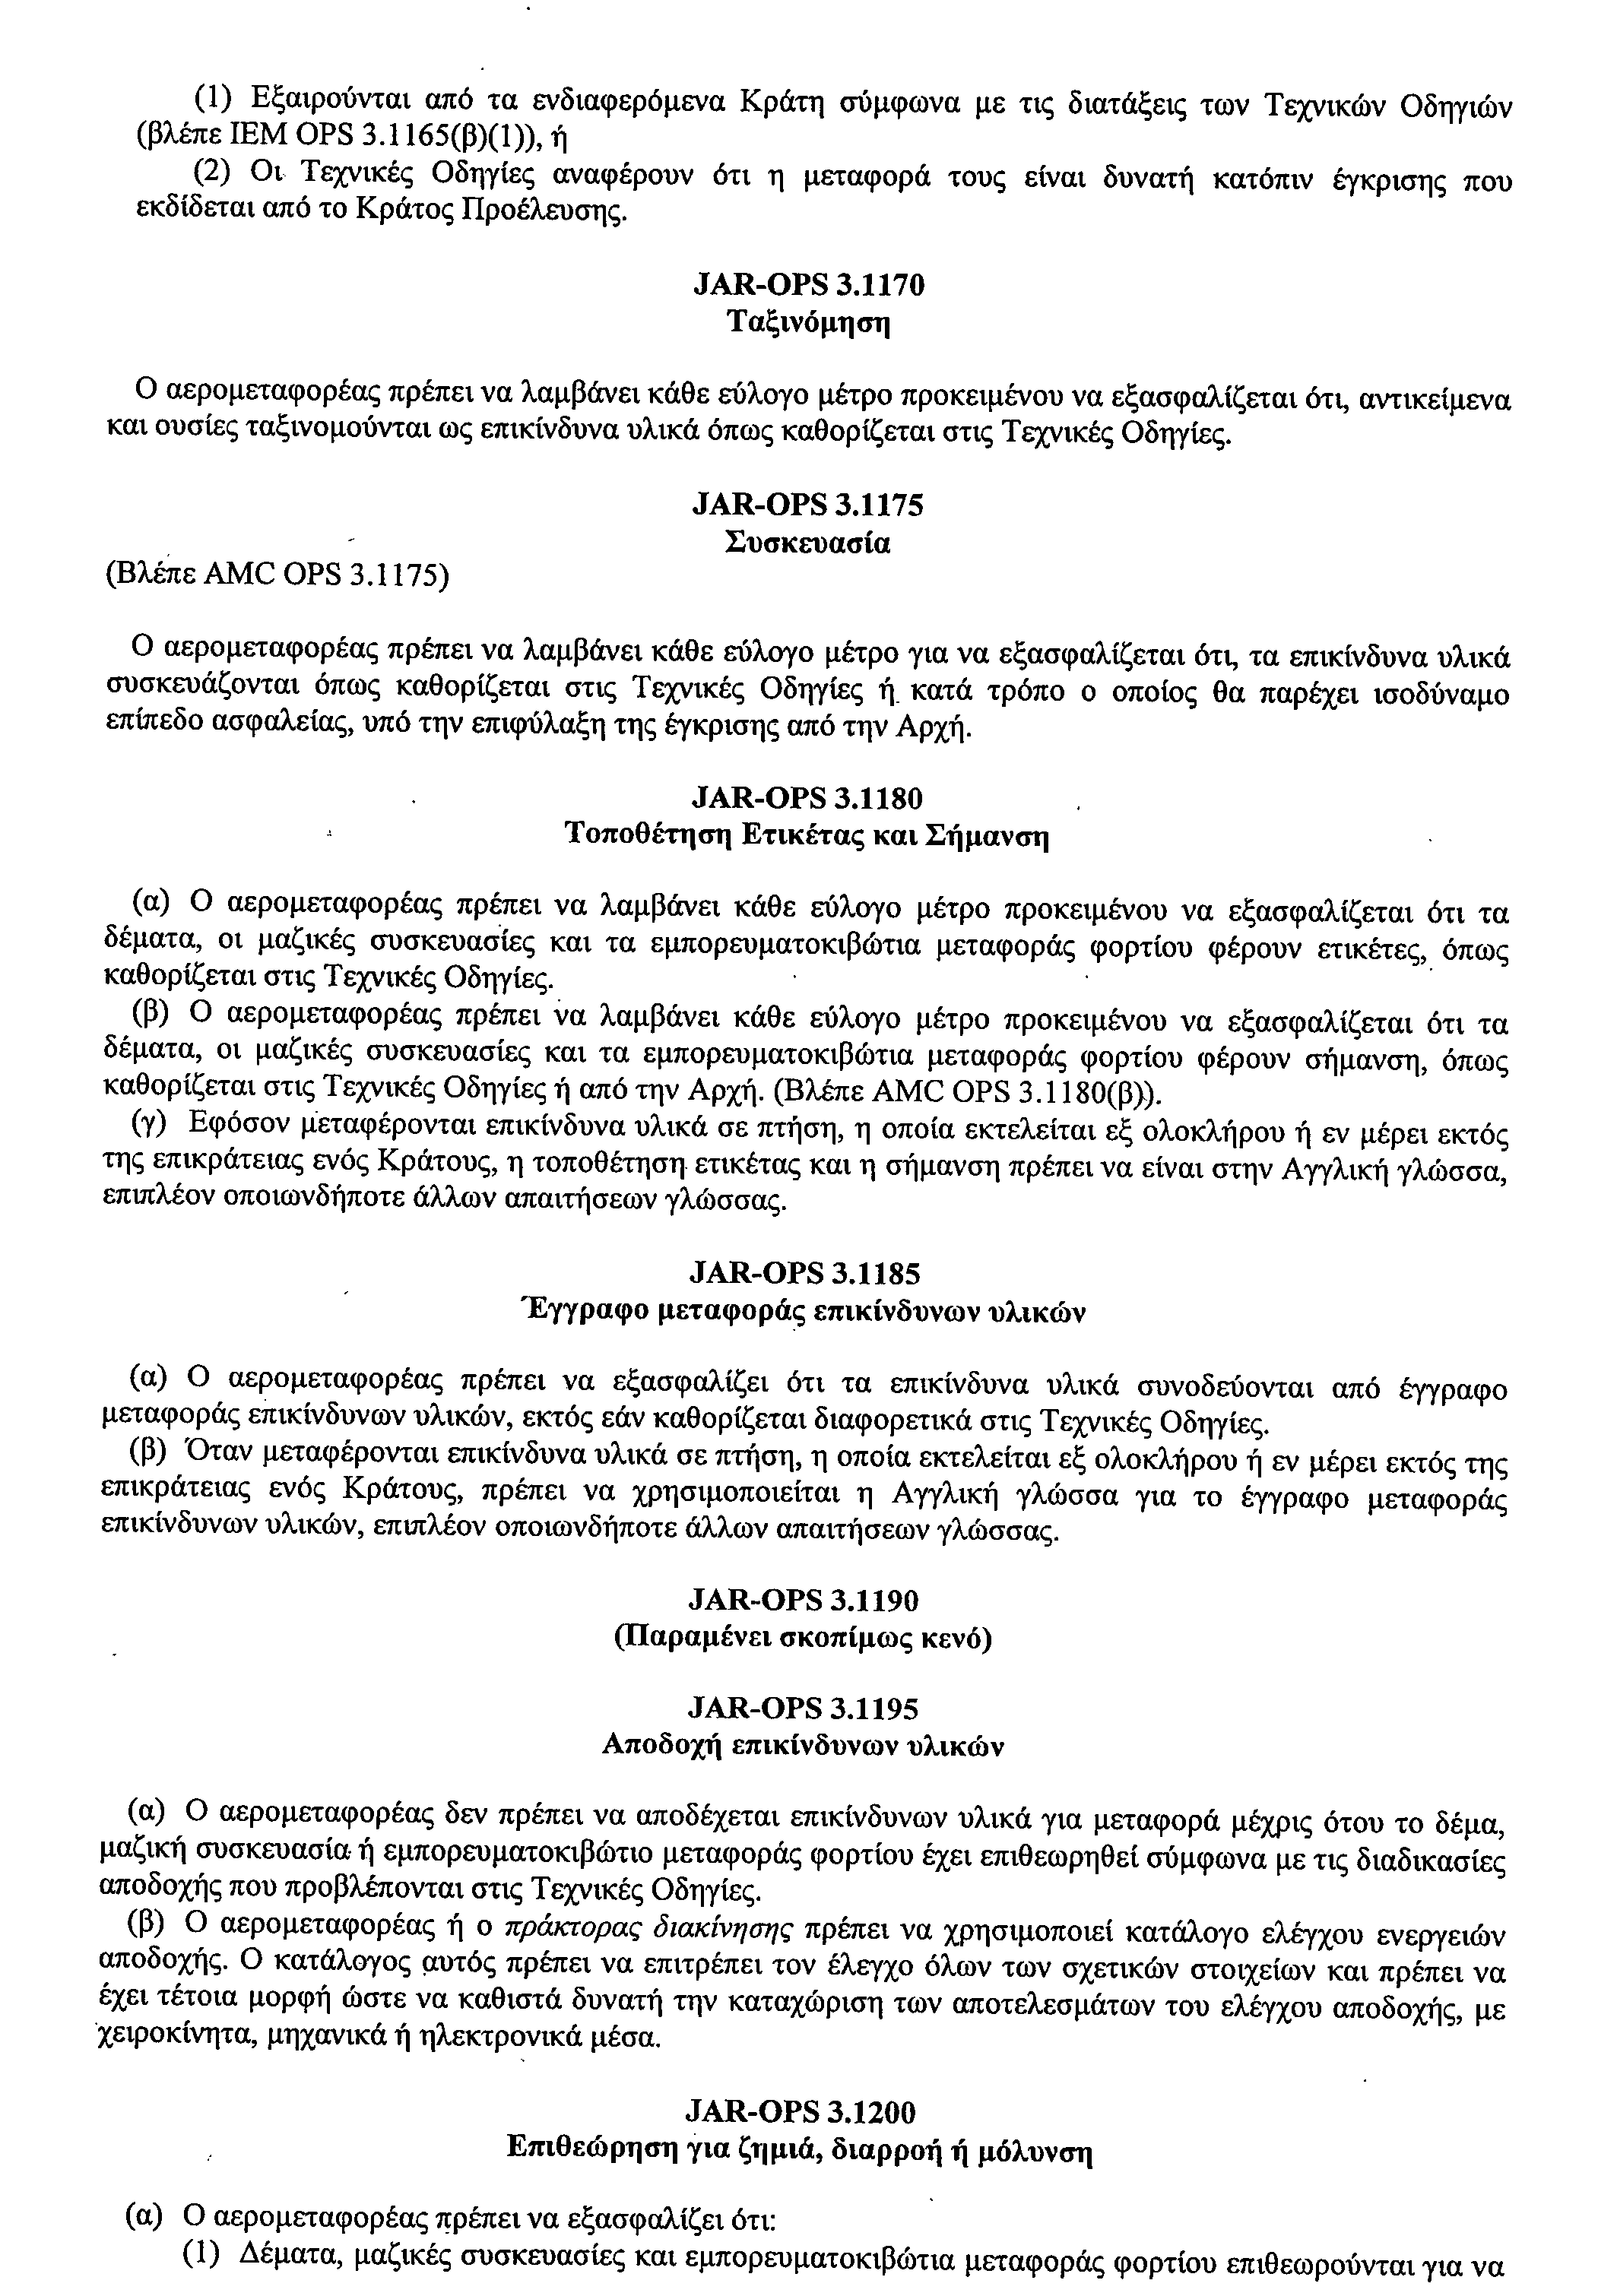 (1) Εξαιρούνται από τα ενδιαφερόμενα Κράτη σύμφωνα με τις διατάξεις των Τεχνικών Οδηγιών
(βλέπε IEM OPS 3.1165(β)(1)), ή
(2) Οι Τεχνικές Οδηγίες αναφέρουν ότι η μεταφορά τους είναι δυνατή κατόπιν έγκρισης που
εκδίδεται από το Κράτος Προέλευσης.
JAR-OPS 3.1170
Ταξινόμηση
Ο αερομεταφορέας πρέπει να λαμβάνει κάθε εύλογο μέτρο προκειμένου να εξασφαλίζεται ότι, αντικείμενα
και ουσίες ταξινομούνται ως επικίνδυνα υλικά όπως καθορίζεται στις Τεχνικές Οδηγίες.
JAR-OPS 3.1175
Συσκευασία
(Βλέπε AMC OPS 3.1175)
Ο αερομεταφορέας πρέπει να λαμβάνει κάθε εύλογο μέτρο για να εξασφαλίζεται ότι, τα επικίνδυνα υλικά
συσκευάζονται όπως καθορίζεται στις Τεχνικές Οδηγίες ή κατά τρόπο ο οποίος θα παρέχει ισοδύναμο
επίπεδο ασφαλείας, υπό την επιφύλαξη της έγκρισης από την Αρχή.
JAR-OPS 3.1180
Τοποθέτηση Ετικέτας και Σήμανση
(α) Ο αερομεταφορέας πρέπει να λαμβάνει κάθε εύλογο μέτρο προκειμένου να εξασφαλίζεται ότι τα
δέματα, οι μαζικές συσκευασίες και τα εμπορευματοκιβώτια μεταφοράς φορτίου φέρουν ετικέτες, όπως
καθορίζεται στις Τεχνικές Οδηγίες.
(β) Ο αερομεταφορέας πρέπει να λαμβάνει κάθε εύλογο μέτρο προκειμένου να εξασφαλίζεται ότι τα
δέματα, οι μαζικές συσκευασίες και τα εμπορευματοκιβώτια μεταφοράς φορτίου φέρουν σήμανση, όπως
καθορίζεται στις Τεχνικές Οδηγίες ή από την Αρχή. (Βλέπε AMC OPS 3.1180(β)).
(γ) Εφόσον μεταφέρονται επικίνδυνα υλικά σε πτήση, η οποία εκτελείται εξ ολοκλήρου ή εν μέρει εκτός
της επικράτειας ενός Κράτους, η τοποθέτηση ετικέτας και η σήμανση πρέπει να είναι στην Αγγλική γλώσσα,
επιπλέον οποιωνδήποτε άλλων απαιτήσεων γλώσσας.
JAR-OPS 3.1185
Έγγραφο μεταφοράς επικίνδυνων υλικών
(α) Ο αερομεταφορέας πρέπει να εξασφαλίζει ότι τα επικίνδυνα υλικά συνοδεύονται από έγγραφο
μεταφοράς επικίνδυνων υλικών, εκτός εάν καθορίζεται διαφορετικά στις Τεχνικές Οδηγίες.
(β) Όταν μεταφέρονται επικίνδυνα υλικά σε πτήση, η οποία εκτελείται εξ ολοκλήρου ή εν μέρει εκτός της
επικράτειας ενός Κράτους, πρέπει να χρησιμοποιείται η Αγγλική γλώσσα για το έγγραφο μεταφοράς
επικίνδυνων υλικών, επιπλέον οποιωνδήποτε άλλων απαιτήσεων γλώσσας.
JAR-OPS 3.1190
(Παραμένει σκοπίμως κενό)
JAR-OPS 3.1195
Αποδοχή επικίνδυνων υλικών
(α) Ο αερομεταφορέας δεν πρέπει να αποδέχεται επικίνδυνων υλικά για μεταφορά μέχρις ότου το δέμα,
μαζική συσκευασία ή εμπορευματοκιβώτιο μεταφοράς φορτίου έχει επιθεωρηθεί σύμφωνα με τις διαδικασίες
αποδοχής που προβλέπονται στις Τεχνικές Οδηγίες.
(β) Ο αερομεταφορέας ή ο πράκτορας διακίνησης πρέπει να χρησιμοποιεί κατάλογο ελέγχου ενεργειών
αποδοχής. Ο κατάλογος αυτός πρέπει να επιτρέπει τον έλεγχο όλων των σχετικών στοιχείων και πρέπει να
έχει τέτοια μορφή ώστε να καθιστά δυνατή την καταχώριση των αποτελεσμάτων του ελέγχου αποδοχής, με
χειροκίνητα, μηχανικά ή ηλεκτρονικά μέσα.
JAR-OPS 3.1200
Επιθεώρηση για ζημιά, διαρροή ή μόλυνση
(α) Ο αερομεταφορέας πρέπει να εξασφαλίζει ότι:
(1) Δέματα, μαζικές συσκευασίες και εμπορευματοκιβώτια μεταφοράς φορτίου επιθεωρούνται για να